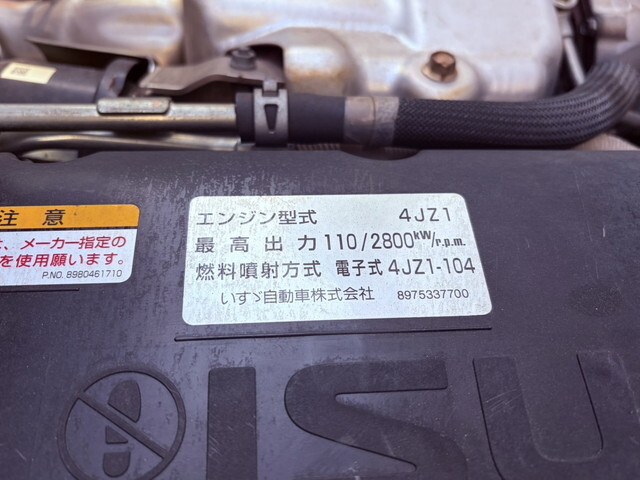 注意
、メーカー指定の
を使用願います。
P.NO. 8980461710
エンジン型式 4JZ1
最高出力 110/2800kW/r.p.m.
燃料噴射方式 電子式 4JZ1-104
いすゞ自動車株式会社 8975337700
ISU